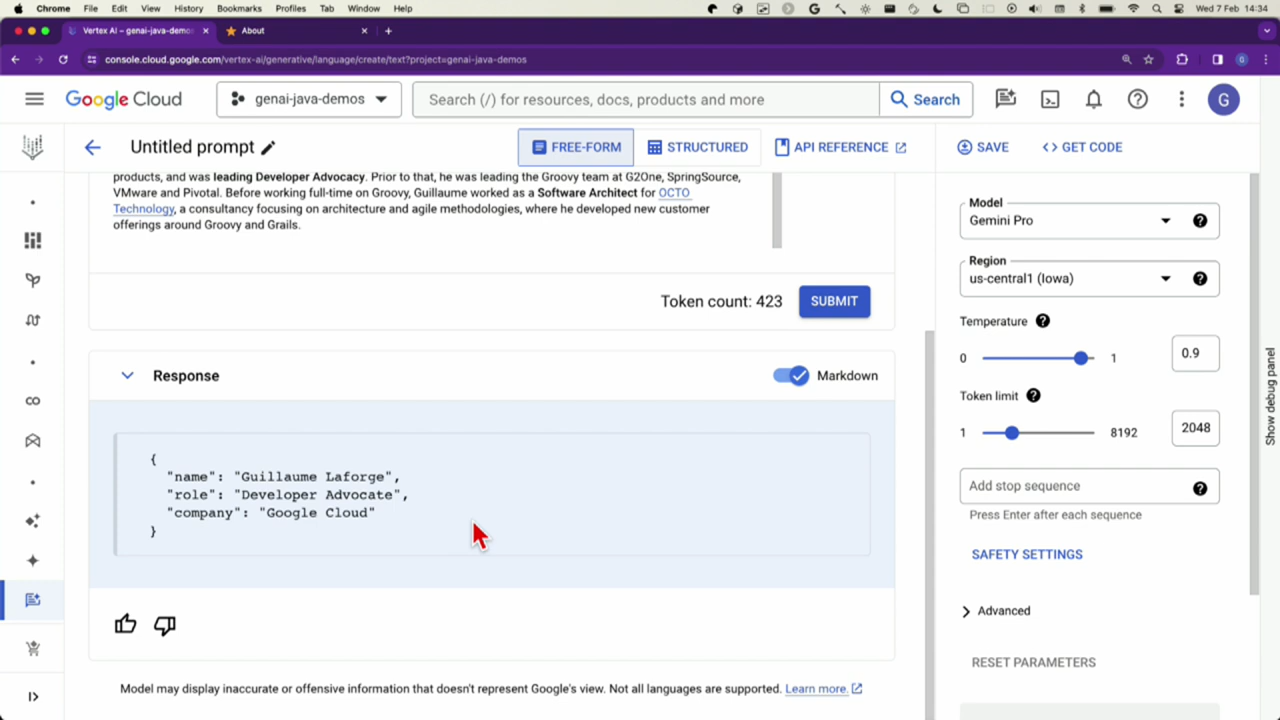 Chrome File Edit View History Bookmarks Profiles Tab Window Help Wed 7 Feb 14:34
Vertex AI – genai-java-demos
About
console.cloud.google.com/vertex-ai/generative/language/create/text?project=genai-java-demos
Google Cloud genai-java-demos Search (/) for resources, docs, products and more Search G
Untitled prompt FREE-FORM STRUCTURED API REFERENCE SAVE <> GET CODE
products, and was leading Developer Advocacy. Prior to that, he was leading the Groovy team at G2One, SpringSource,
VMware and Pivotal. Before working full-time on Groovy, Guillaume worked as a Software Architect for OCTO
Technology, a consultancy focusing on architecture and agile methodologies, where he developed new customer
offerings around Groovy and Grails.
Token count: 423 SUBMIT
Response Markdown
{
"name": "Guillaume Laforge",
"role": "Developer Advocate",
"company": "Google Cloud"
}
Model may display inaccurate or offensive information that doesn't represent Google's view. Not all languages are supported. Learn more.
Model
Gemini Pro
Region
us-central1 (Iowa)
Temperature
0 1 0.9
Token limit
1 8192 2048
Add stop sequence
Press Enter after each sequence
SAFETY SETTINGS
Advanced
RESET PARAMETERS
Show debug panel